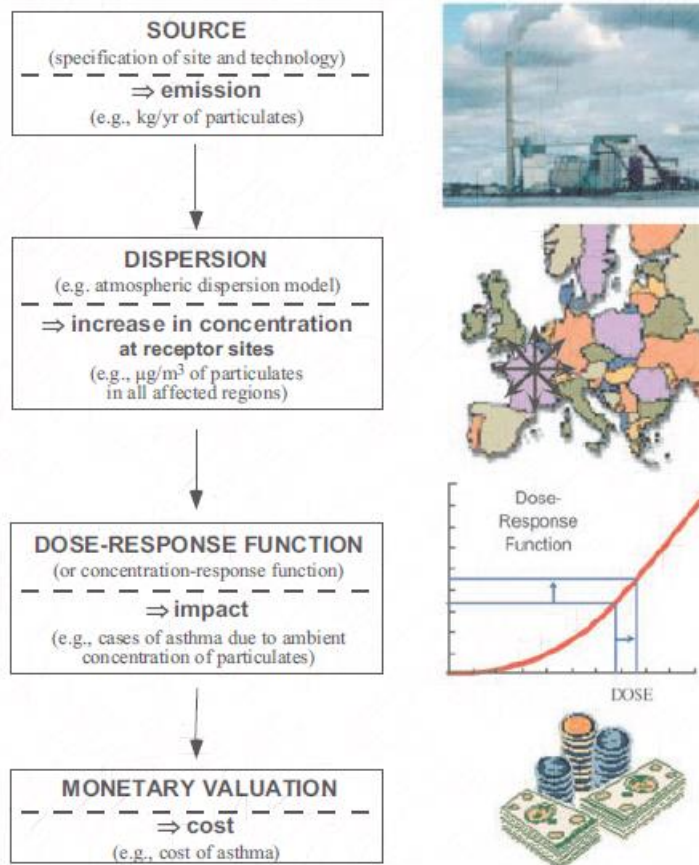 SOURCE
(specification of site and technology)
⇒ emission
(e.g., kg/yr of particulates)
DISPERSION
(e.g. atmospheric dispersion model)
⇒ increase in concentration
at receptor sites
(e.g., µg/m³ of particulates
in all affected regions)
DOSE-RESPONSE FUNCTION
(or concentration-response function)
⇒ impact
(e.g., cases of asthma due to ambient
concentration of particulates)
MONETARY VALUATION
⇒ cost
(e.g., cost of asthma)
Dose-
Response
Function
DOSE